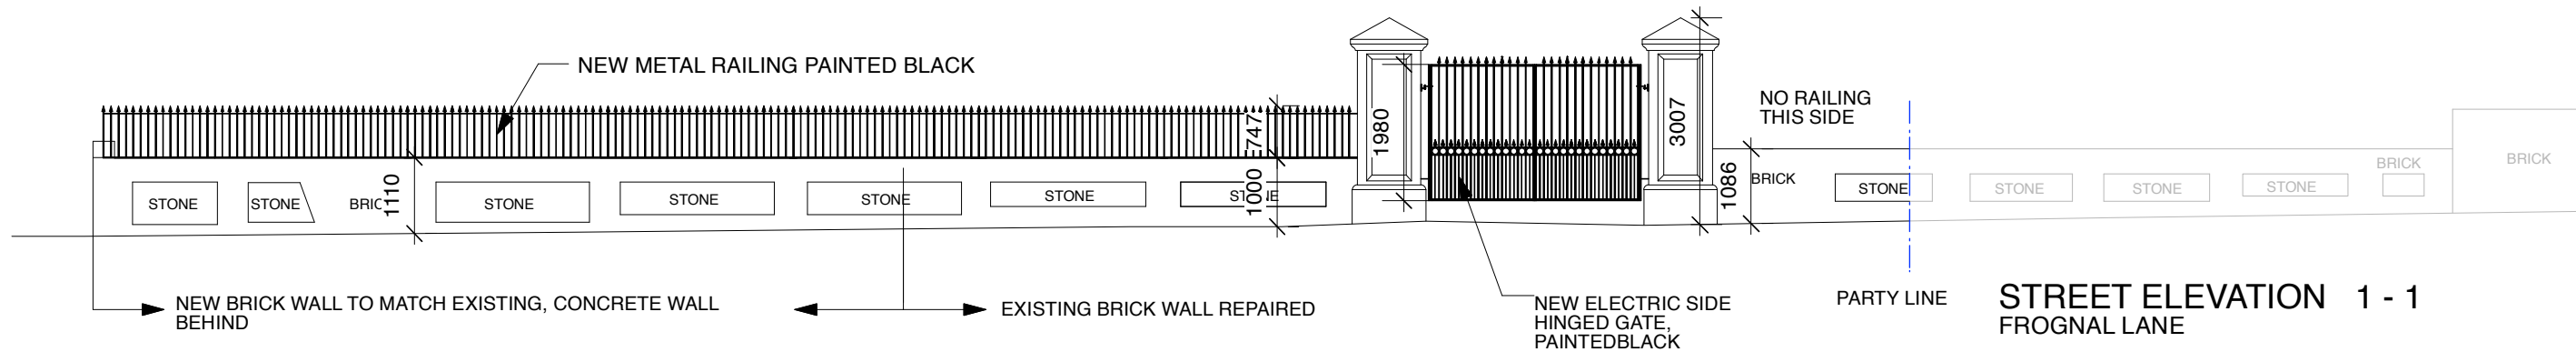 NEW METAL RAILING PAINTED BLACK
NO RAILING
THIS SIDE
1980
3007
747
1000
1110
1086
STONE
STONE
BRIC
STONE
STONE
STONE
STONE
BRICK
STONE
STONE
STONE
STONE
BRICK
BRICK
NEW BRICK WALL TO MATCH EXISTING, CONCRETE WALL
BEHIND
EXISTING BRICK WALL REPAIRED
NEW ELECTRIC SIDE
HINGED GATE,
PAINTEDBLACK
PARTY LINE
STREET ELEVATION 1 - 1
FROGNAL LANE